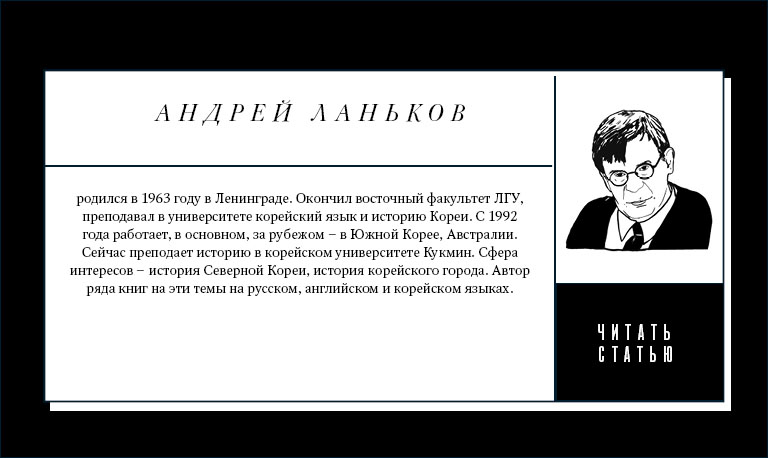 АНДРЕЙ ЛАНЬКОВ
родился в 1963 году в Ленинграде. Окончил восточный факультет ЛГУ,
преподавал в университете корейский язык и историю Кореи. С 1992
года работает, в основном, за рубежом – в Южной Корее, Австралии.
Сейчас преподает историю в корейском университете Кукмин. Сфера
интересов – история Северной Кореи, история корейского города. Автор
ряда книг на эти темы на русском, английском и корейском языках.
ЧИТАТЬ
СТАТЬЮ